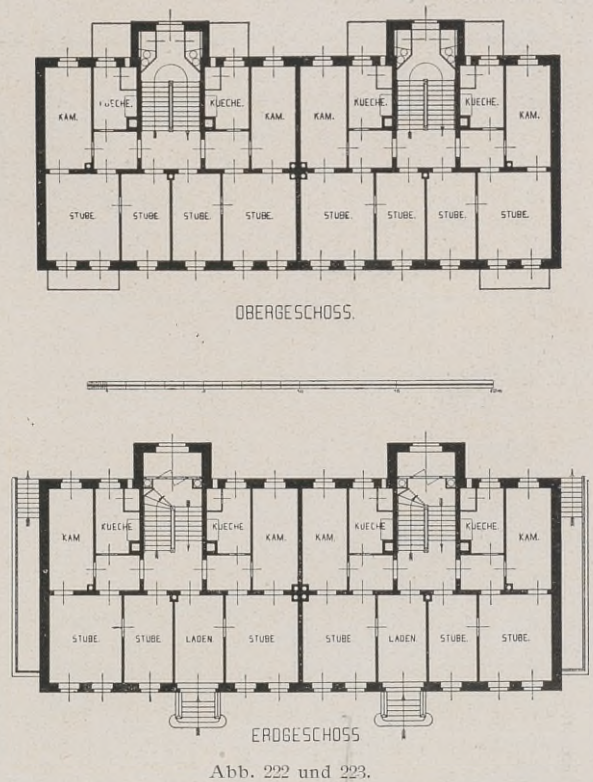 KAM. KUECHE. KUECHE. KAM. KAM. KUECHE. KUECHE. KAM.
STUBE. STUBE. STUBE. STUBE. STUBE. STUBE. STUBE. STUBE.
OBERGESCHOSS.
KAM KUECHE KUECHE. KAM. KAM. KUECHE KUECHE. KAM.
STUBE. STUBE. LADEN STUBE. STUBE. LADEN. STUBE. STUBE.
ERDGESCHOSS
Abb. 222 und 223.